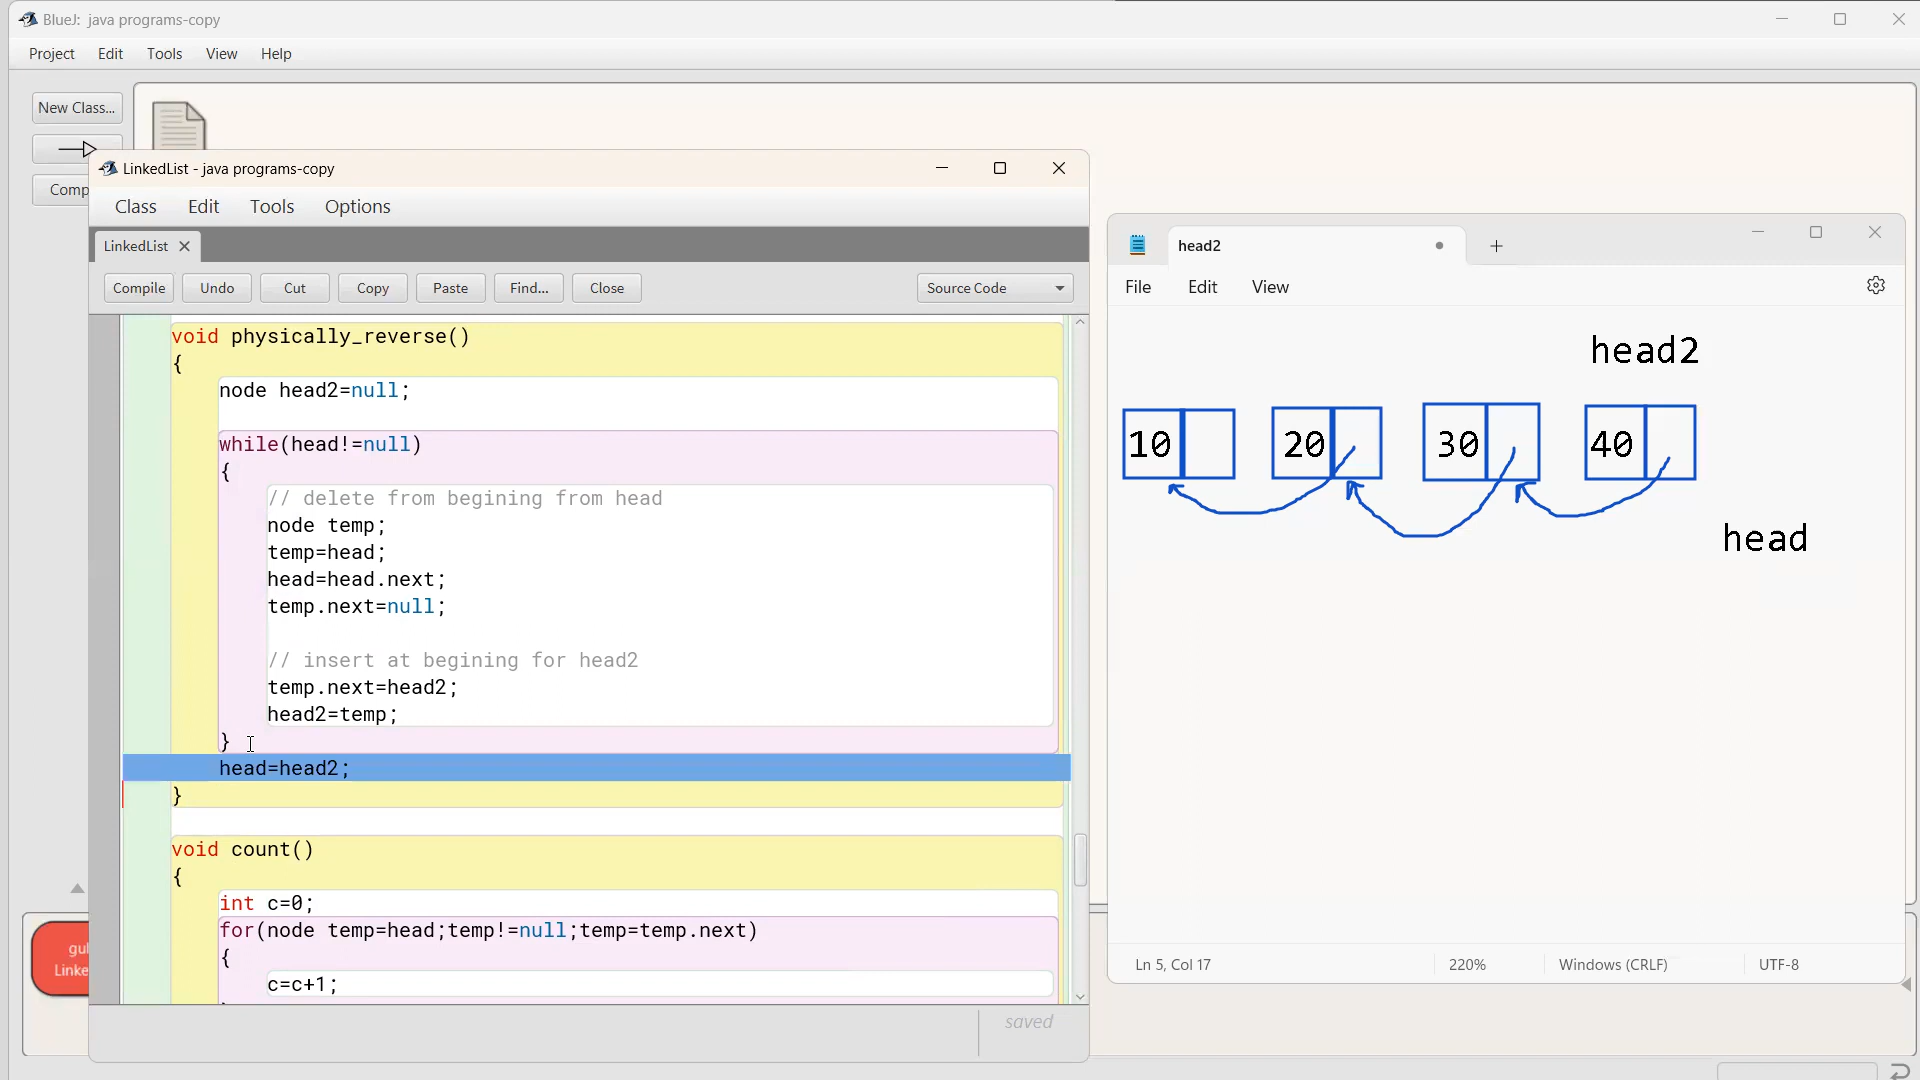 BlueJ: java programs-copy
Project Edit Tools View Help
New Class...
LinkedList - java programs-copy
Comp
Class Edit Tools Options
LinkedList
Compile Undo Cut Copy Paste Find... Close Source Code
void physically_reverse()
{
node head2=null;
while(head!=null)
{
// delete from begining from head
node temp;
temp=head;
head=head.next;
temp.next=null;
// insert at begining for head2
temp.next=head2;
head2=temp;
}
head=head2;
}
void count()
{
int c=0;
for(node temp=head;temp!=null;temp=temp.next)
{
c=c+1;
saved
gul
Linke
head2
File Edit View
head2
10 20 30 40
head
Ln 5, Col 17 220% Windows (CRLF) UTF-8